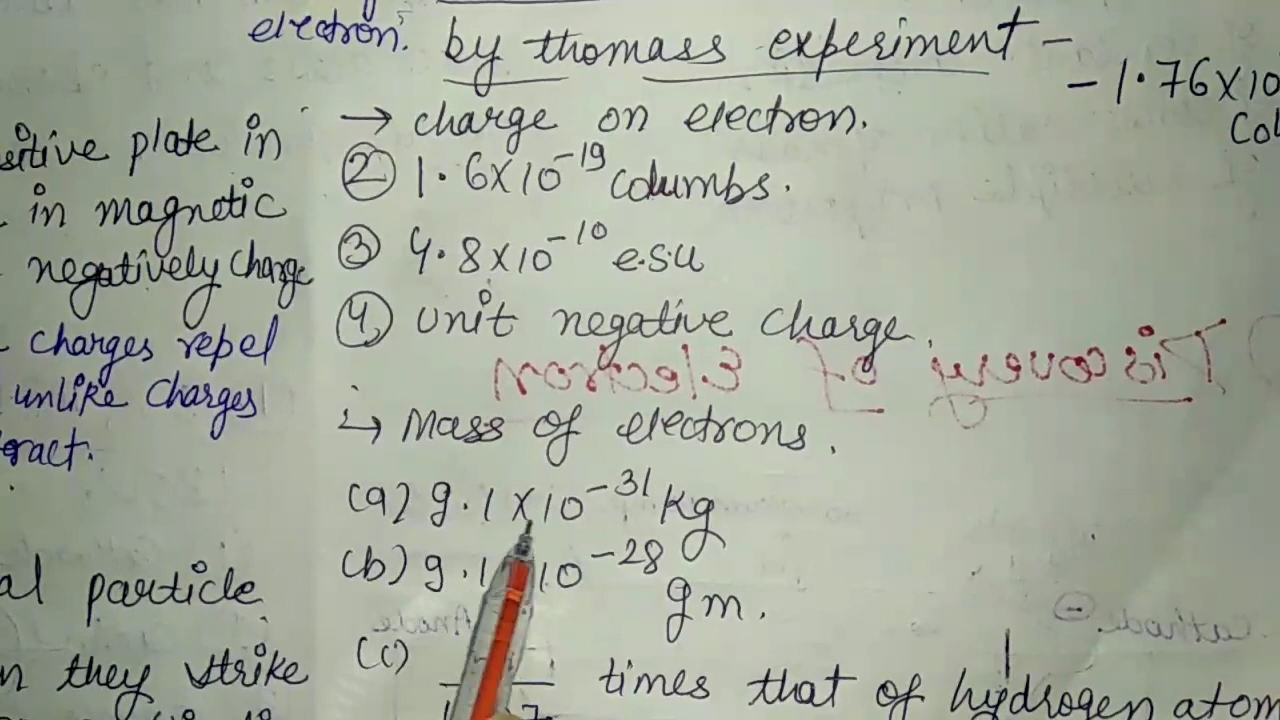 electron.
by thomass experiment -
- 1.76X10
Col
sitive plate in
in magnetic
negatively charge
charges repel
unlike charges
ract.
al particle
n they strike
→ charge on electron.
② 1.6X10⁻¹⁹ columbs.
③ 4.8X10⁻¹⁰ e.s.u
④ unit negative charge.
Discovery of Electron
↳ Mass of electrons.
(a) 9.1X10⁻³¹ kg
(b) 9.1 10⁻²⁸ gm.
Anode
Cathode.
(c) times that of hydrogen atom